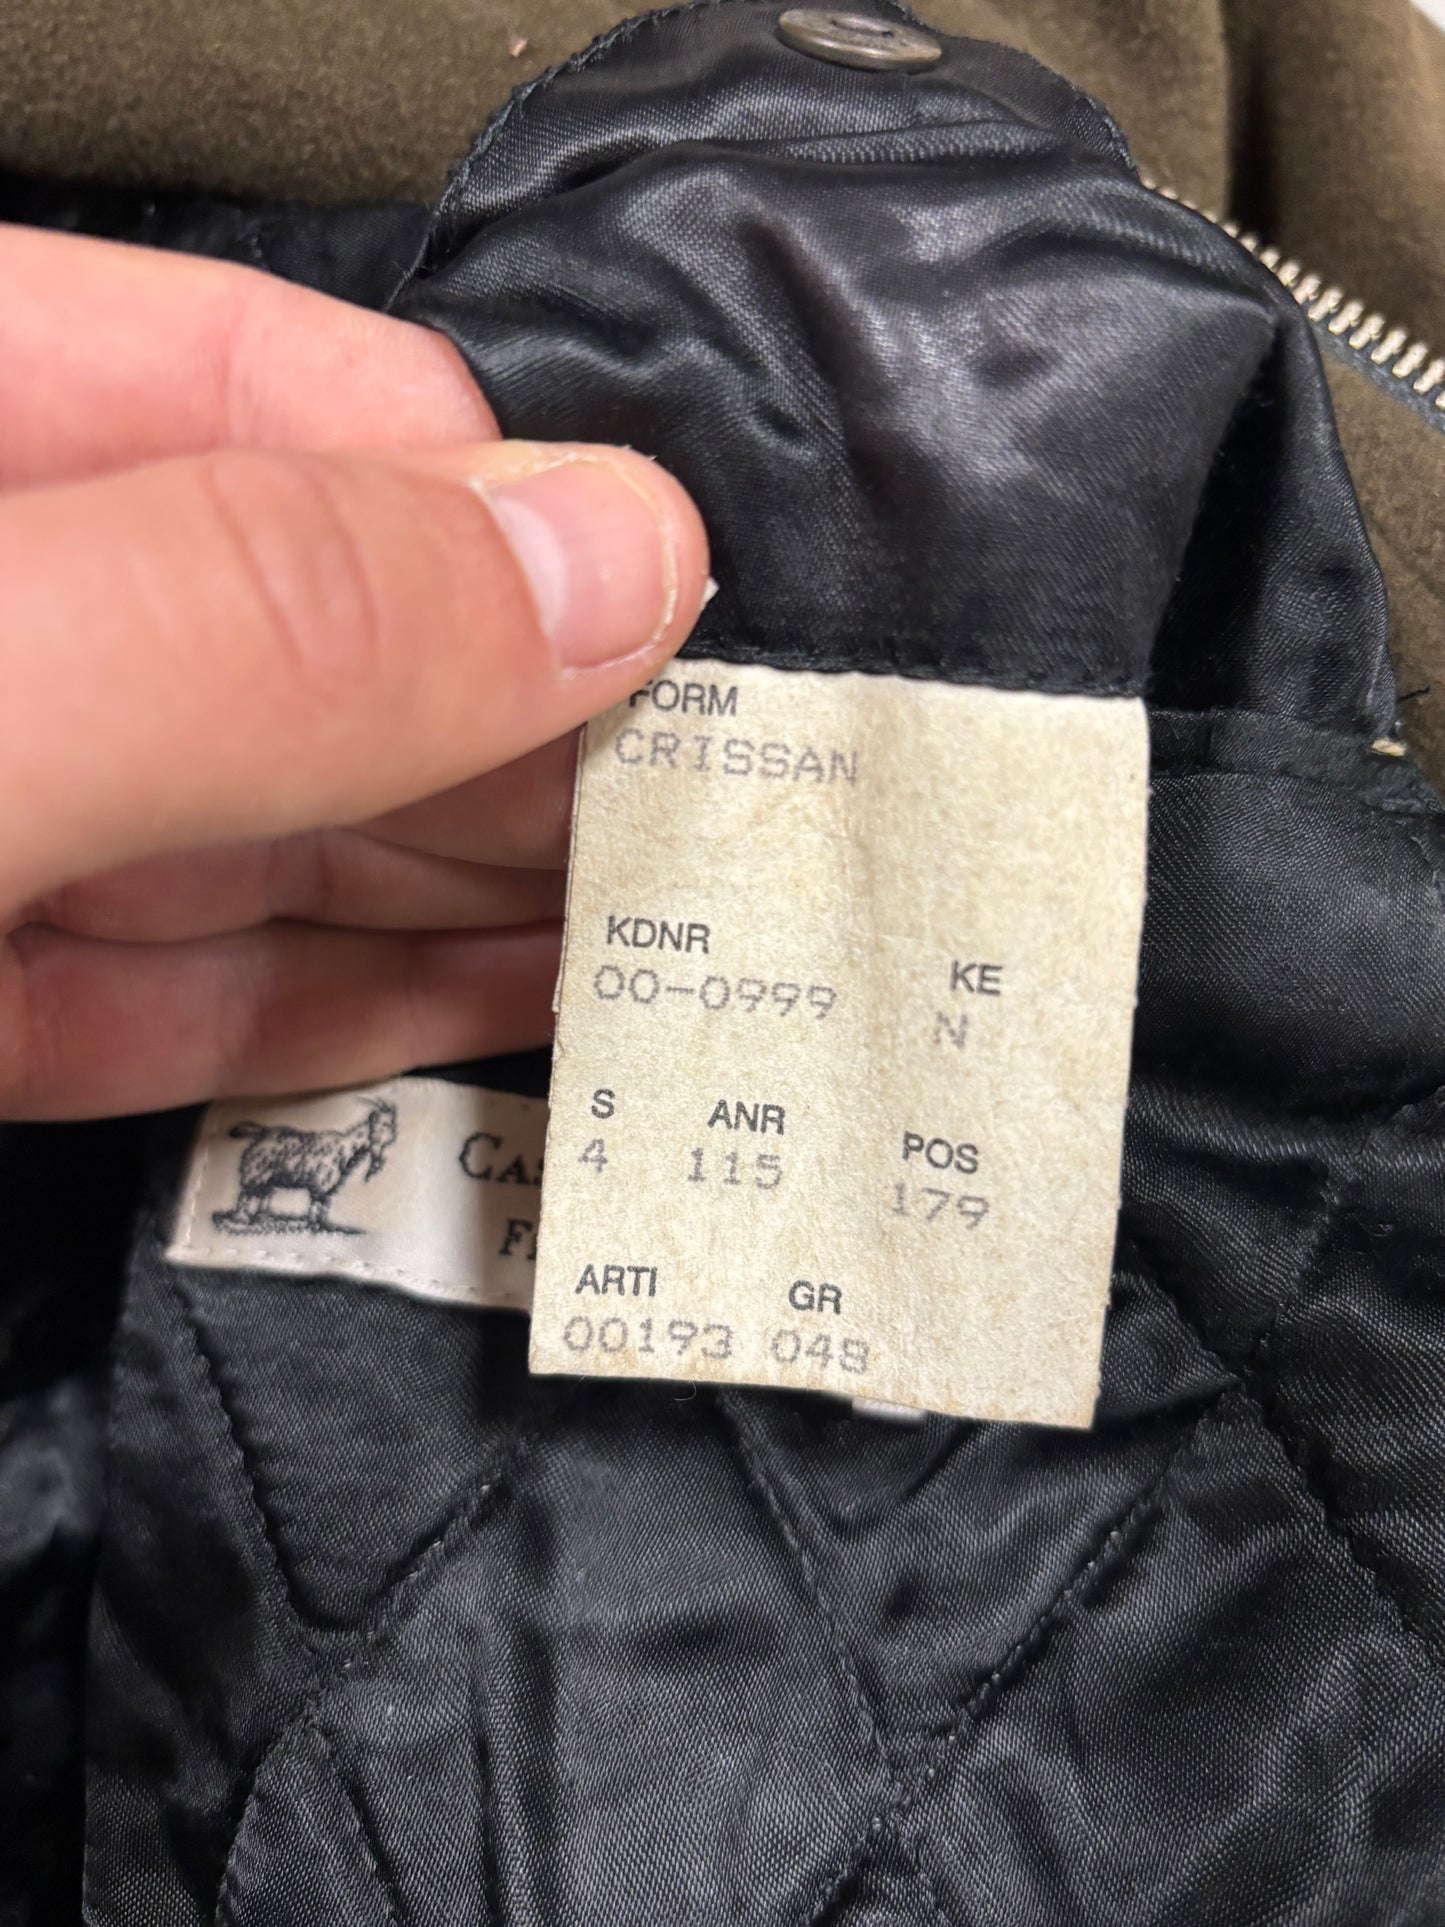 FORM
CRISSAN
KDNR KE
00-0999 N
S ANR POS
4 115 179
ARTI GR
00193 048